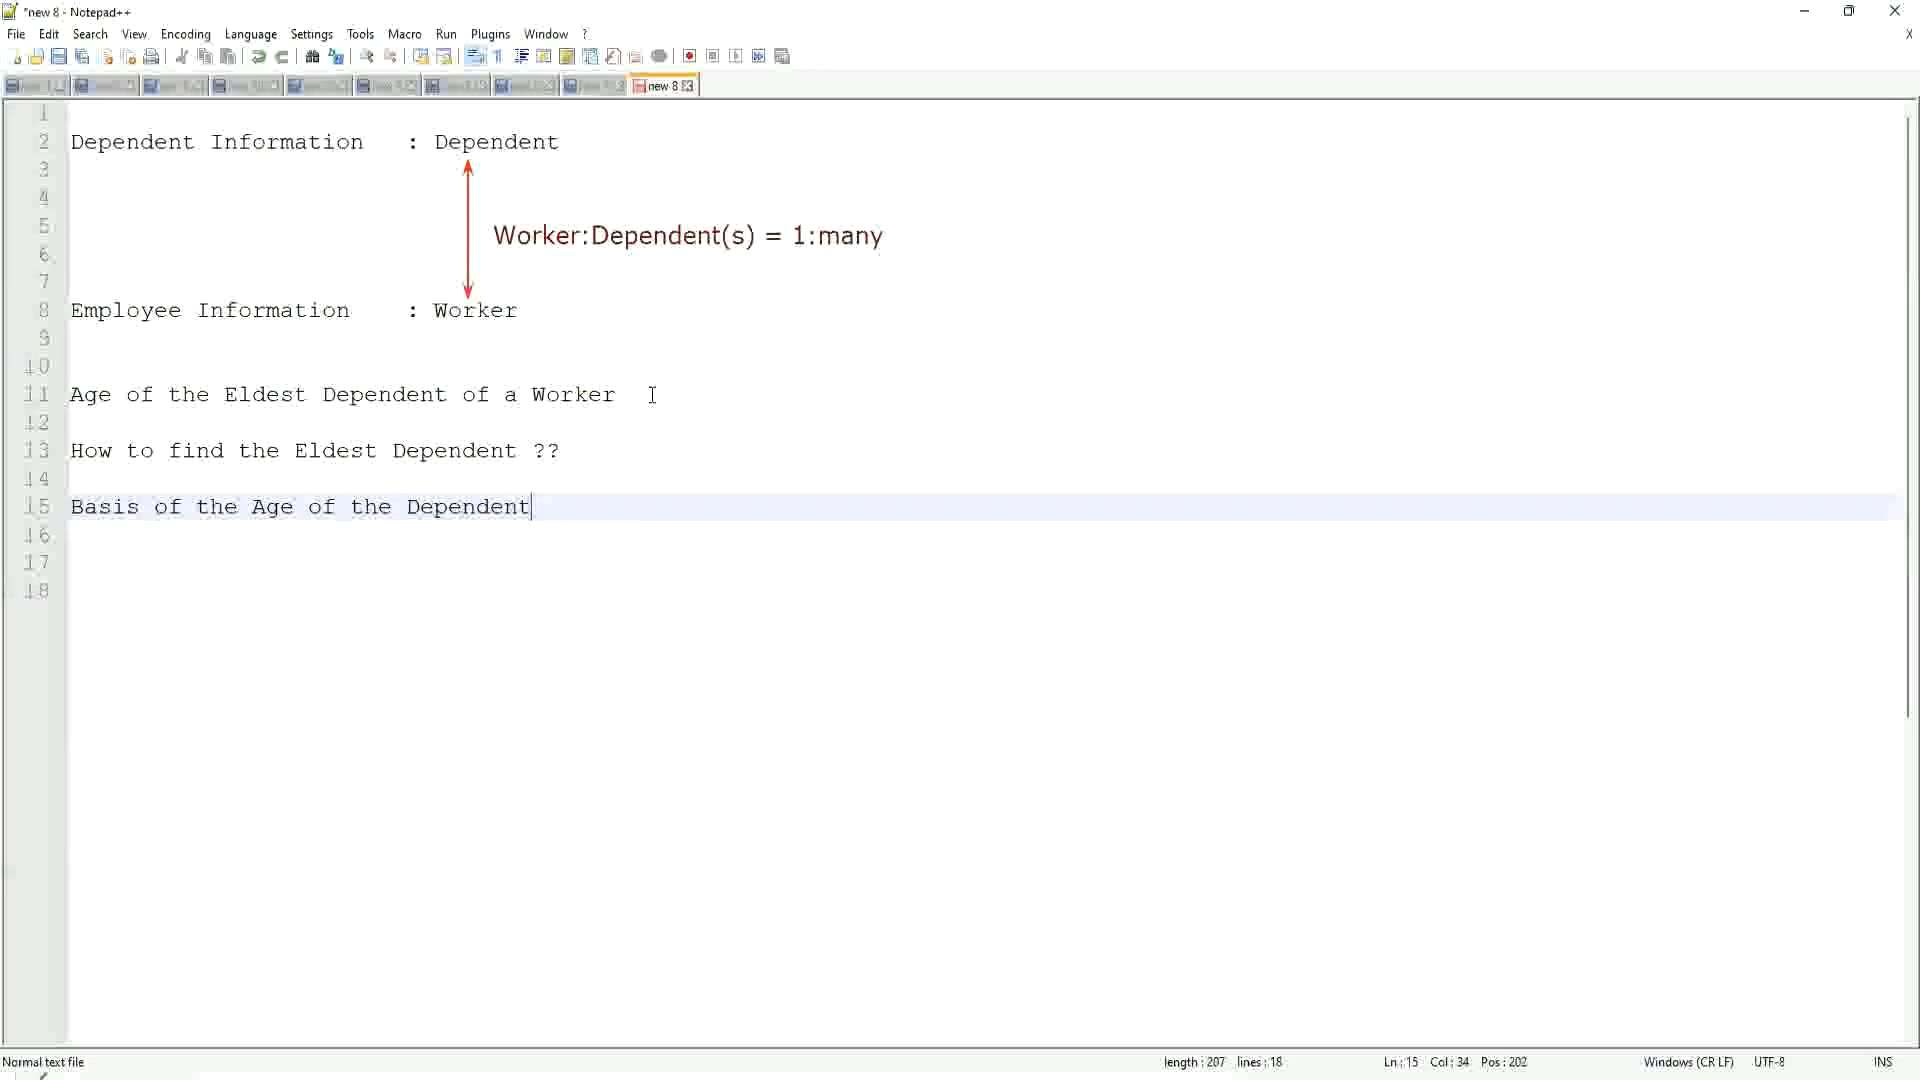 *new 8 - Notepad++
File Edit Search View Encoding Language Settings Tools Macro Run Plugins Window ?
X
new 8
1
2 Dependent Information : Dependent
3
4
5 Worker:Dependent(s) = 1:many
6
7
8 Employee Information : Worker
9
10
11 Age of the Eldest Dependent of a Worker
12
13 How to find the Eldest Dependent ??
14
15 Basis of the Age of the Dependent
16
17
18
Normal text file length : 207 lines : 18 Ln : 15 Col : 34 Pos : 202 Windows (CR LF) UTF-8 INS